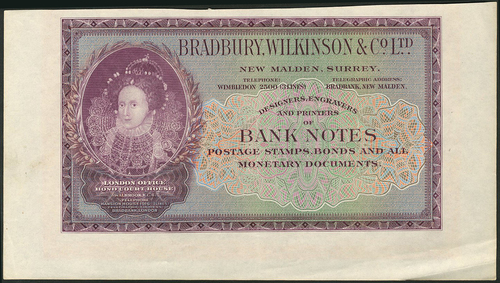 BRADBURY, WILKINSON & Co. LTD
NEW MALDEN, SURREY.
TELEPHONE:
WIMBLEDON 2500 (3 LINES)
TELEGRAPHIC ADDRESS:
BRADBANK, NEW MALDEN.
DESIGNERS, ENGRAVERS
AND PRINTERS
OF
BANK NOTES
POSTAGE STAMPS, BONDS AND ALL
MONETARY DOCUMENTS.
LONDON OFFICE
BOND COURT HOUSE
TELEPHONE